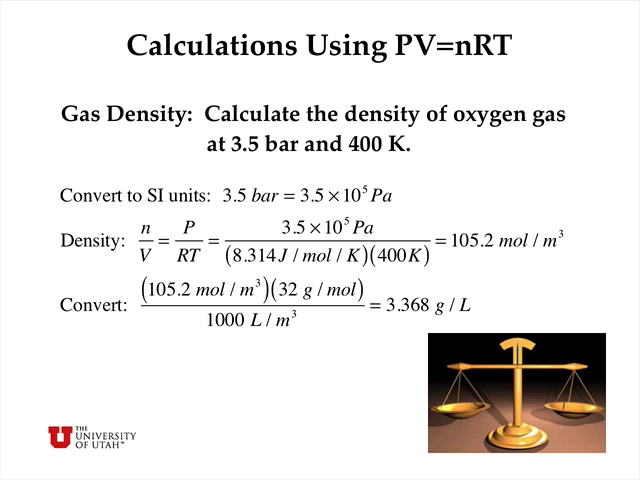 Calculations Using PV=nRT
Gas Density: Calculate the density of oxygen gas
at 3.5 bar and 400 K.
Convert to SI units: 3.5 bar = 3.5 × 10⁵ Pa
Density: n/V = P/RT = 3.5 × 10⁵ Pa / (8.314 J / mol / K)(400 K) = 105.2 mol / m³
Convert: (105.2 mol / m³)(32 g / mol) / 1000 L / m³ = 3.368 g / L
THE
UNIVERSITY
OF UTAH™